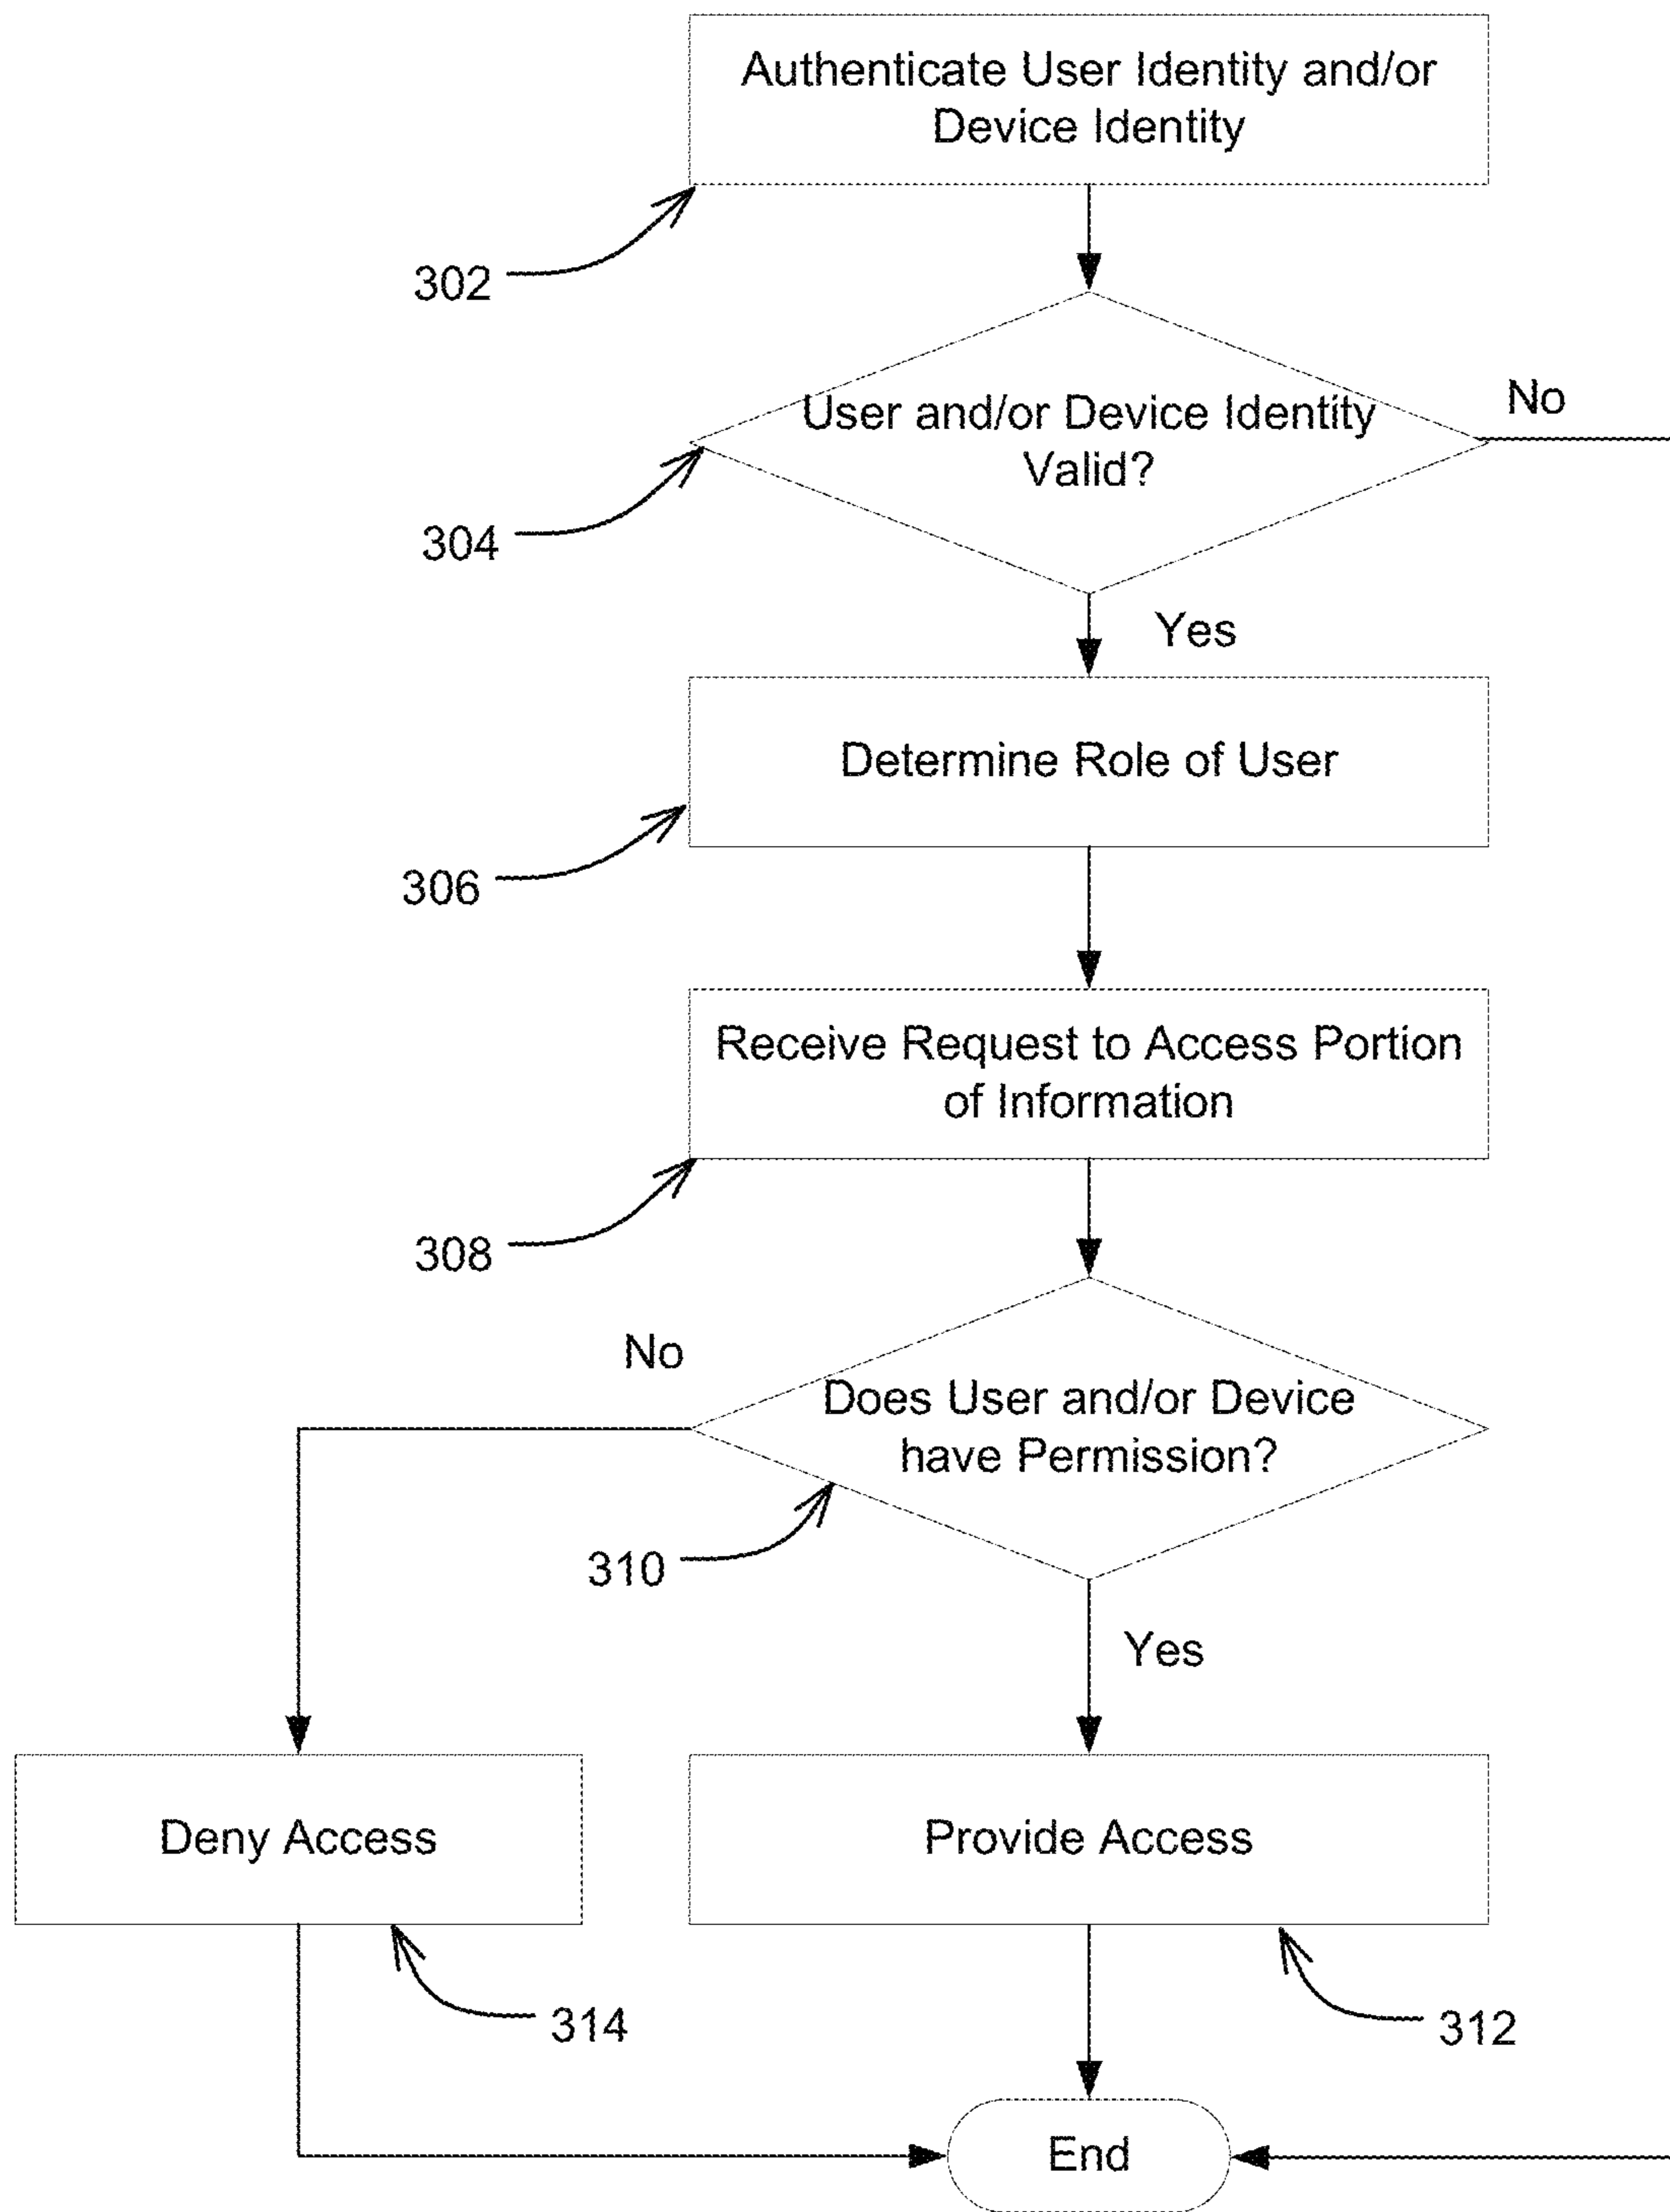 Authenticate User Identity and/or
Device Identity
302
User and/or Device Identity
Valid?
No
304
Yes
Determine Role of User
306
Receive Request to Access Portion
of Information
308
No
Does User and/or Device
have Permission?
310
Yes
Deny Access
Provide Access
314
312
End